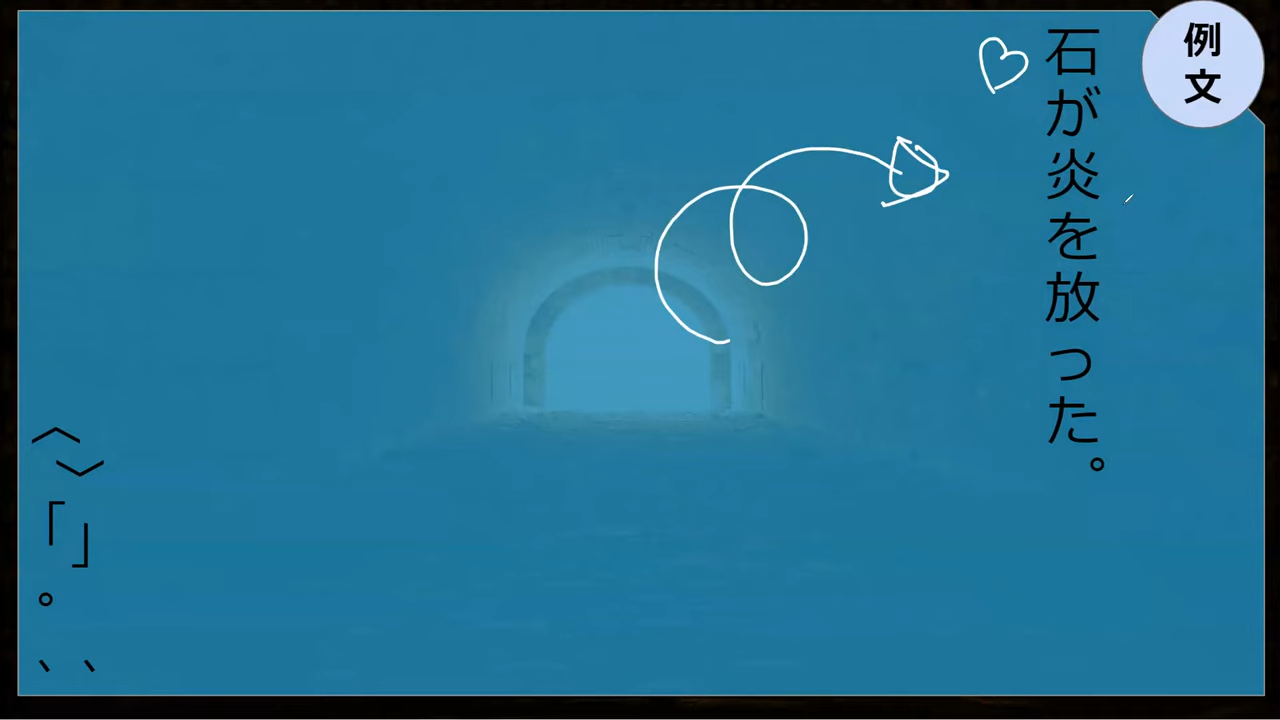 例文
石が炎を放った。
〈〉
「」
。
、、